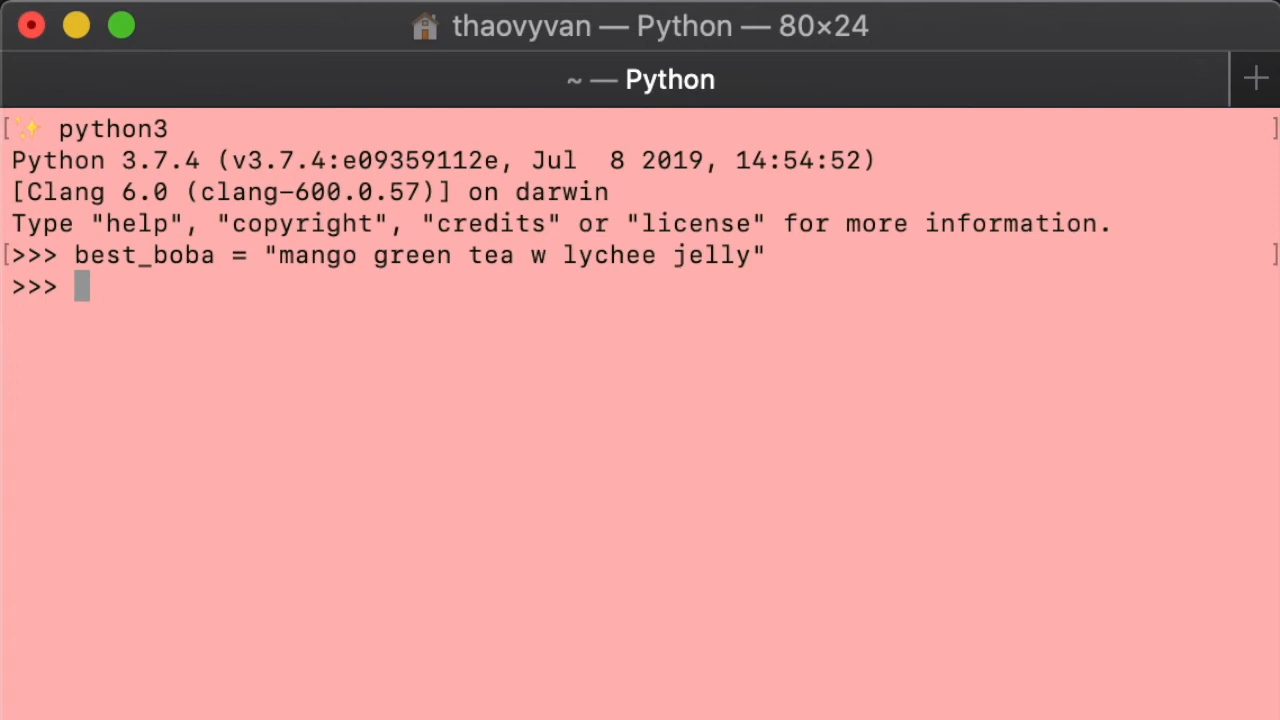 thaovyvan — Python — 80×24
~ — Python
[✨ python3 ]
Python 3.7.4 (v3.7.4:e09359112e, Jul  8 2019, 14:54:52)
[Clang 6.0 (clang-600.0.57)] on darwin
Type "help", "copyright", "credits" or "license" for more information.
[>>> best_boba = "mango green tea w lychee jelly" ]
>>>